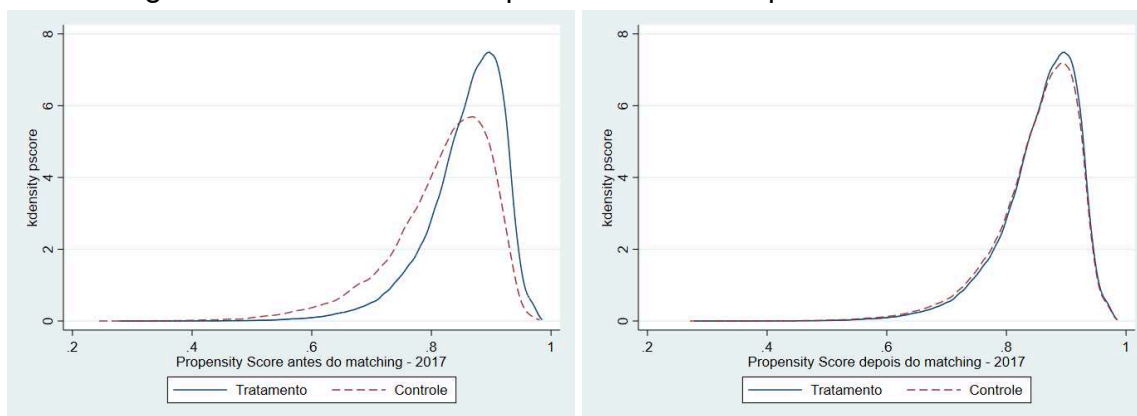 kdensity pscore
8
6
4
2
0
.2 .4 .6 .8 1
Propensity Score antes do matching - 2017
Tratamento Controle
kdensity pscore
8
6
4
2
0
.2 .4 .6 .8 1
Propensity Score depois do matching - 2017
Tratamento Controle